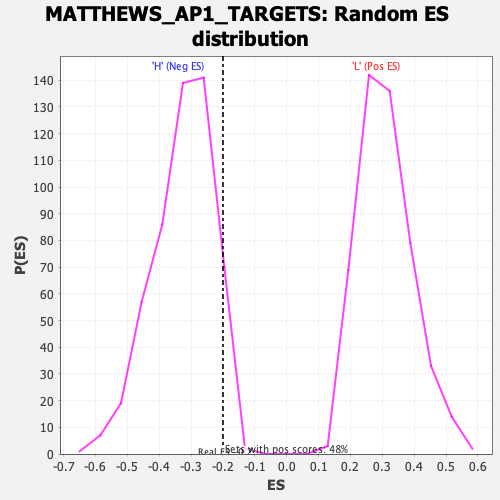 MATTHEWS_AP1_TARGETS: Random ES
distribution
'H' (Neg ES)
'L' (Pos ES)
140
130
120
110
100
90
80
70
60
50
40
30
20
10
0
P(ES)
Real ES
Sets with pos scores: 48%
-0.7 -0.6 -0.5 -0.4 -0.3 -0.2 -0.1 0.0 0.1 0.2 0.3 0.4 0.5 0.6
ES